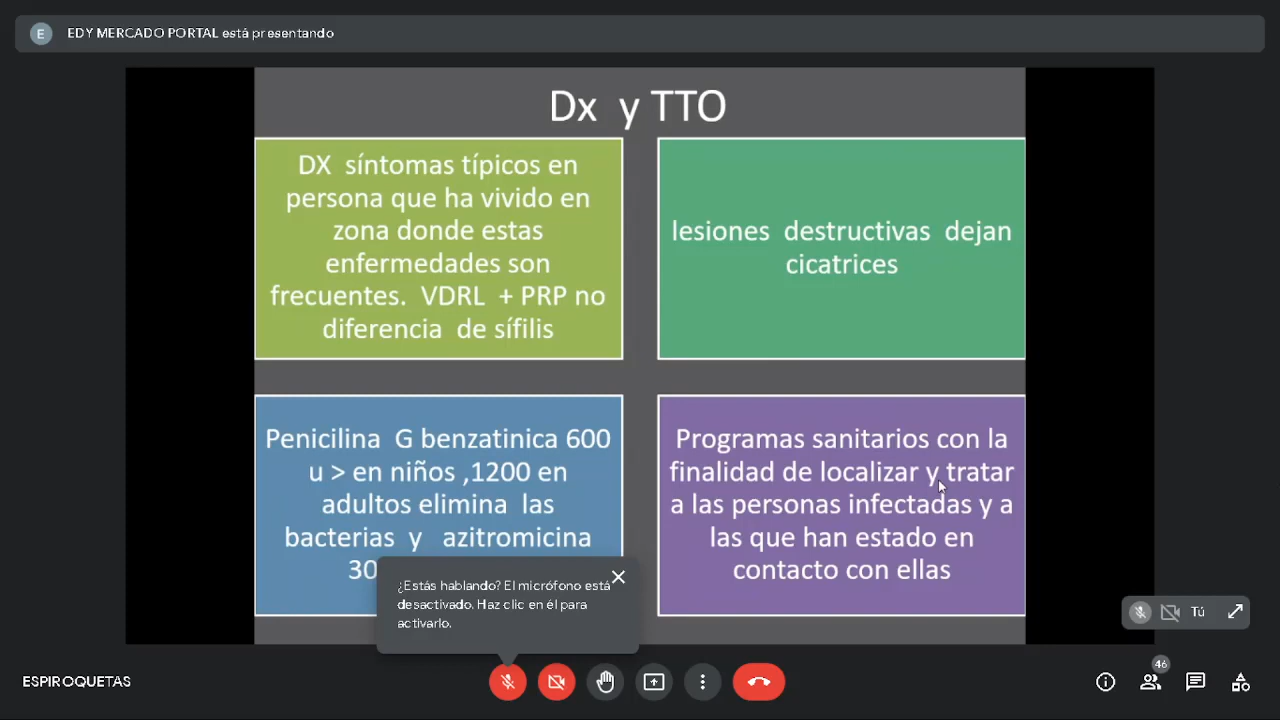 E
EDY MERCADO PORTAL está presentando
Dx y TTO
DX síntomas típicos en
persona que ha vivido en
zona donde estas
enfermedades son
frecuentes. VDRL + PRP no
diferencia de sífilis
lesiones destructivas dejan
cicatrices
Penicilina G benzatinica 600
u > en niños ,1200 en
adultos elimina las
bacterias y azitromicina
30
Programas sanitarios con la
finalidad de localizar y tratar
a las personas infectadas y a
las que han estado en
contacto con ellas
¿Estás hablando? El micrófono está
desactivado. Haz clic en él para
activarlo.
Tú
ESPIROQUETAS
46